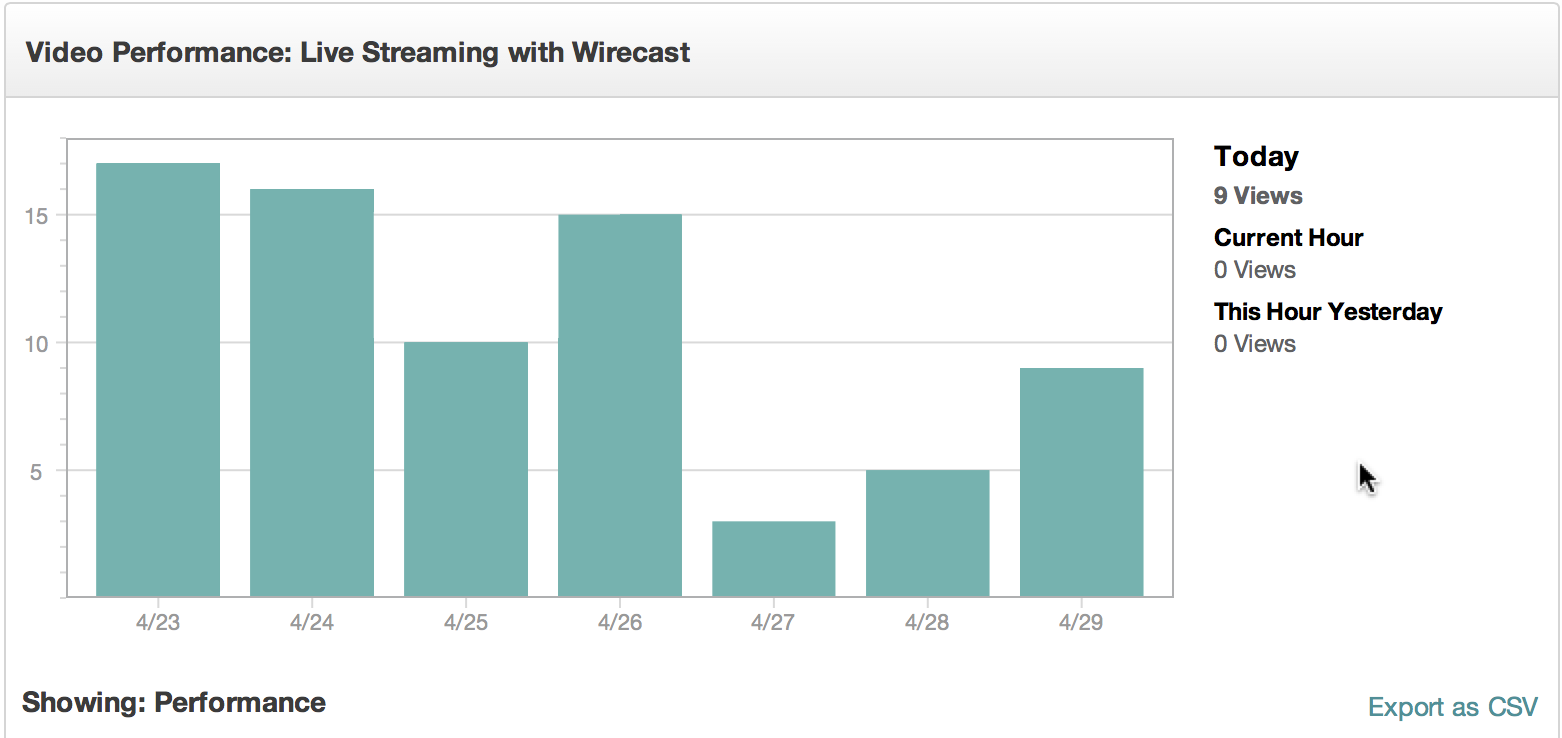 Video Performance: Live Streaming with Wirecast
15
10
5
4/23 4/24 4/25 4/26 4/27 4/28 4/29
Today
9 Views
Current Hour
0 Views
This Hour Yesterday
0 Views
Showing: Performance
Export as CSV